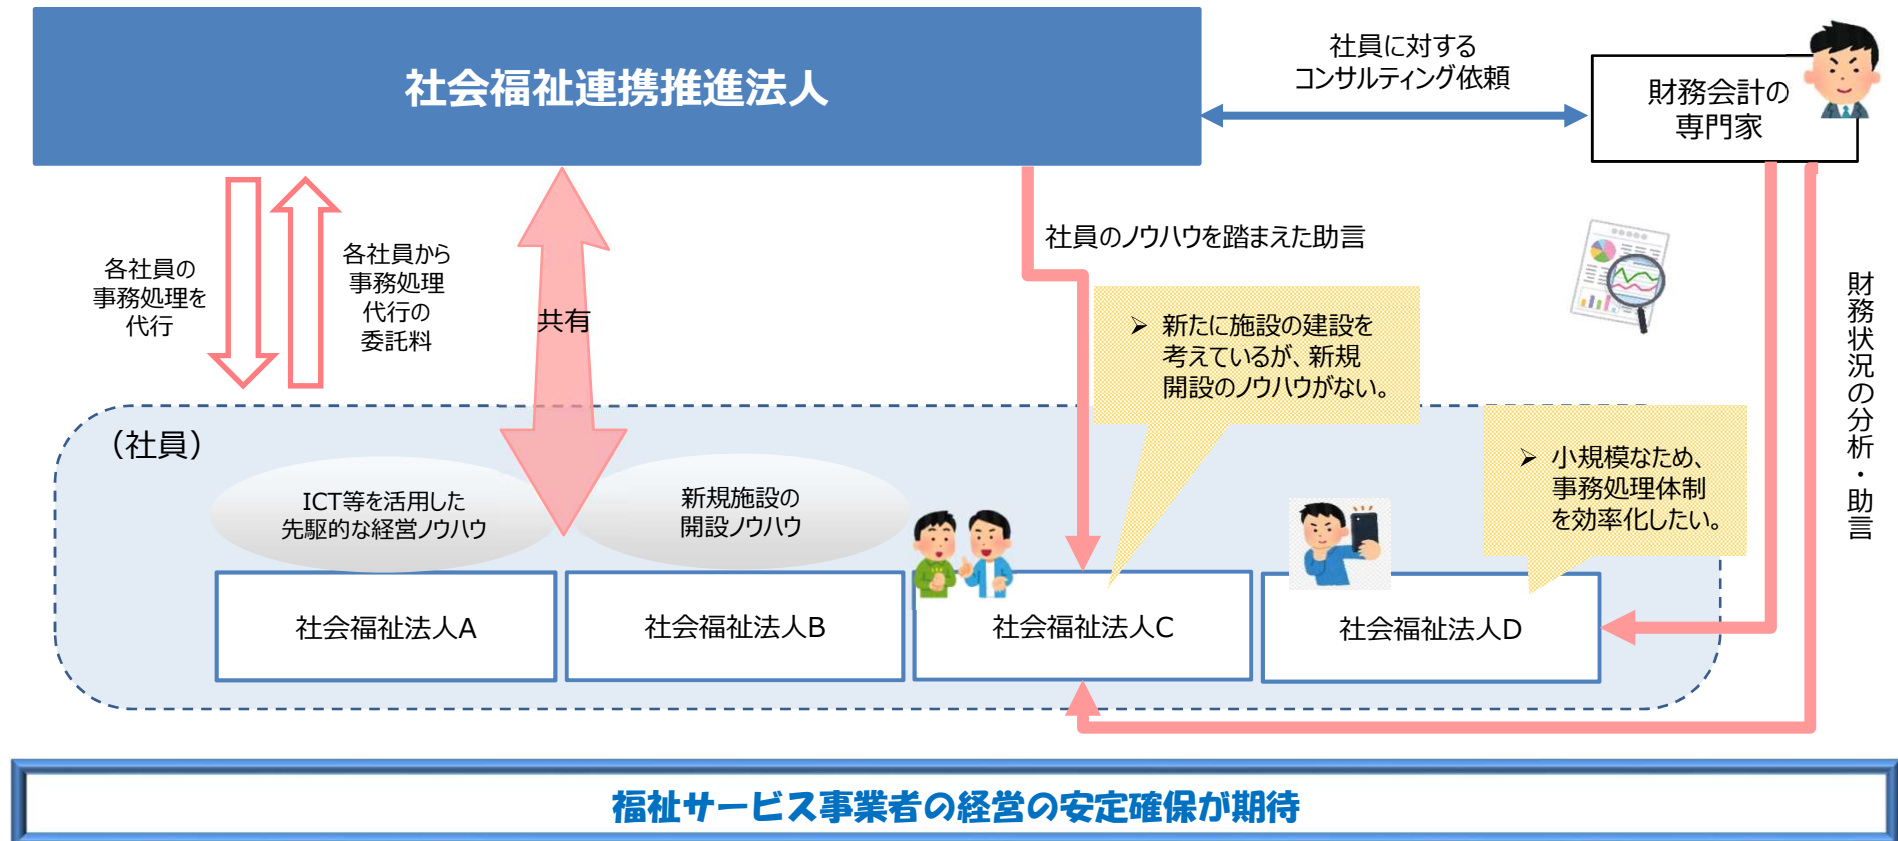 社会福祉連携推進法人
社員に対する
コンサルティング依頼
財務会計の
専門家
各社員の
事務処理を
代行
各社員から
事務処理
代行の
委託料
共有
社員のノウハウを踏まえた助言
➢ 新たに施設の建設を
考えているが、新規
開設のノウハウがない。
財務状況の分析・助言
（社員）
ICT等を活用した
先駆的な経営ノウハウ
新規施設の
開設ノウハウ
➢ 小規模なため、
事務処理体制
を効率化したい。
社会福祉法人A
社会福祉法人B
社会福祉法人C
社会福祉法人D
福祉サービス事業者の経営の安定確保が期待